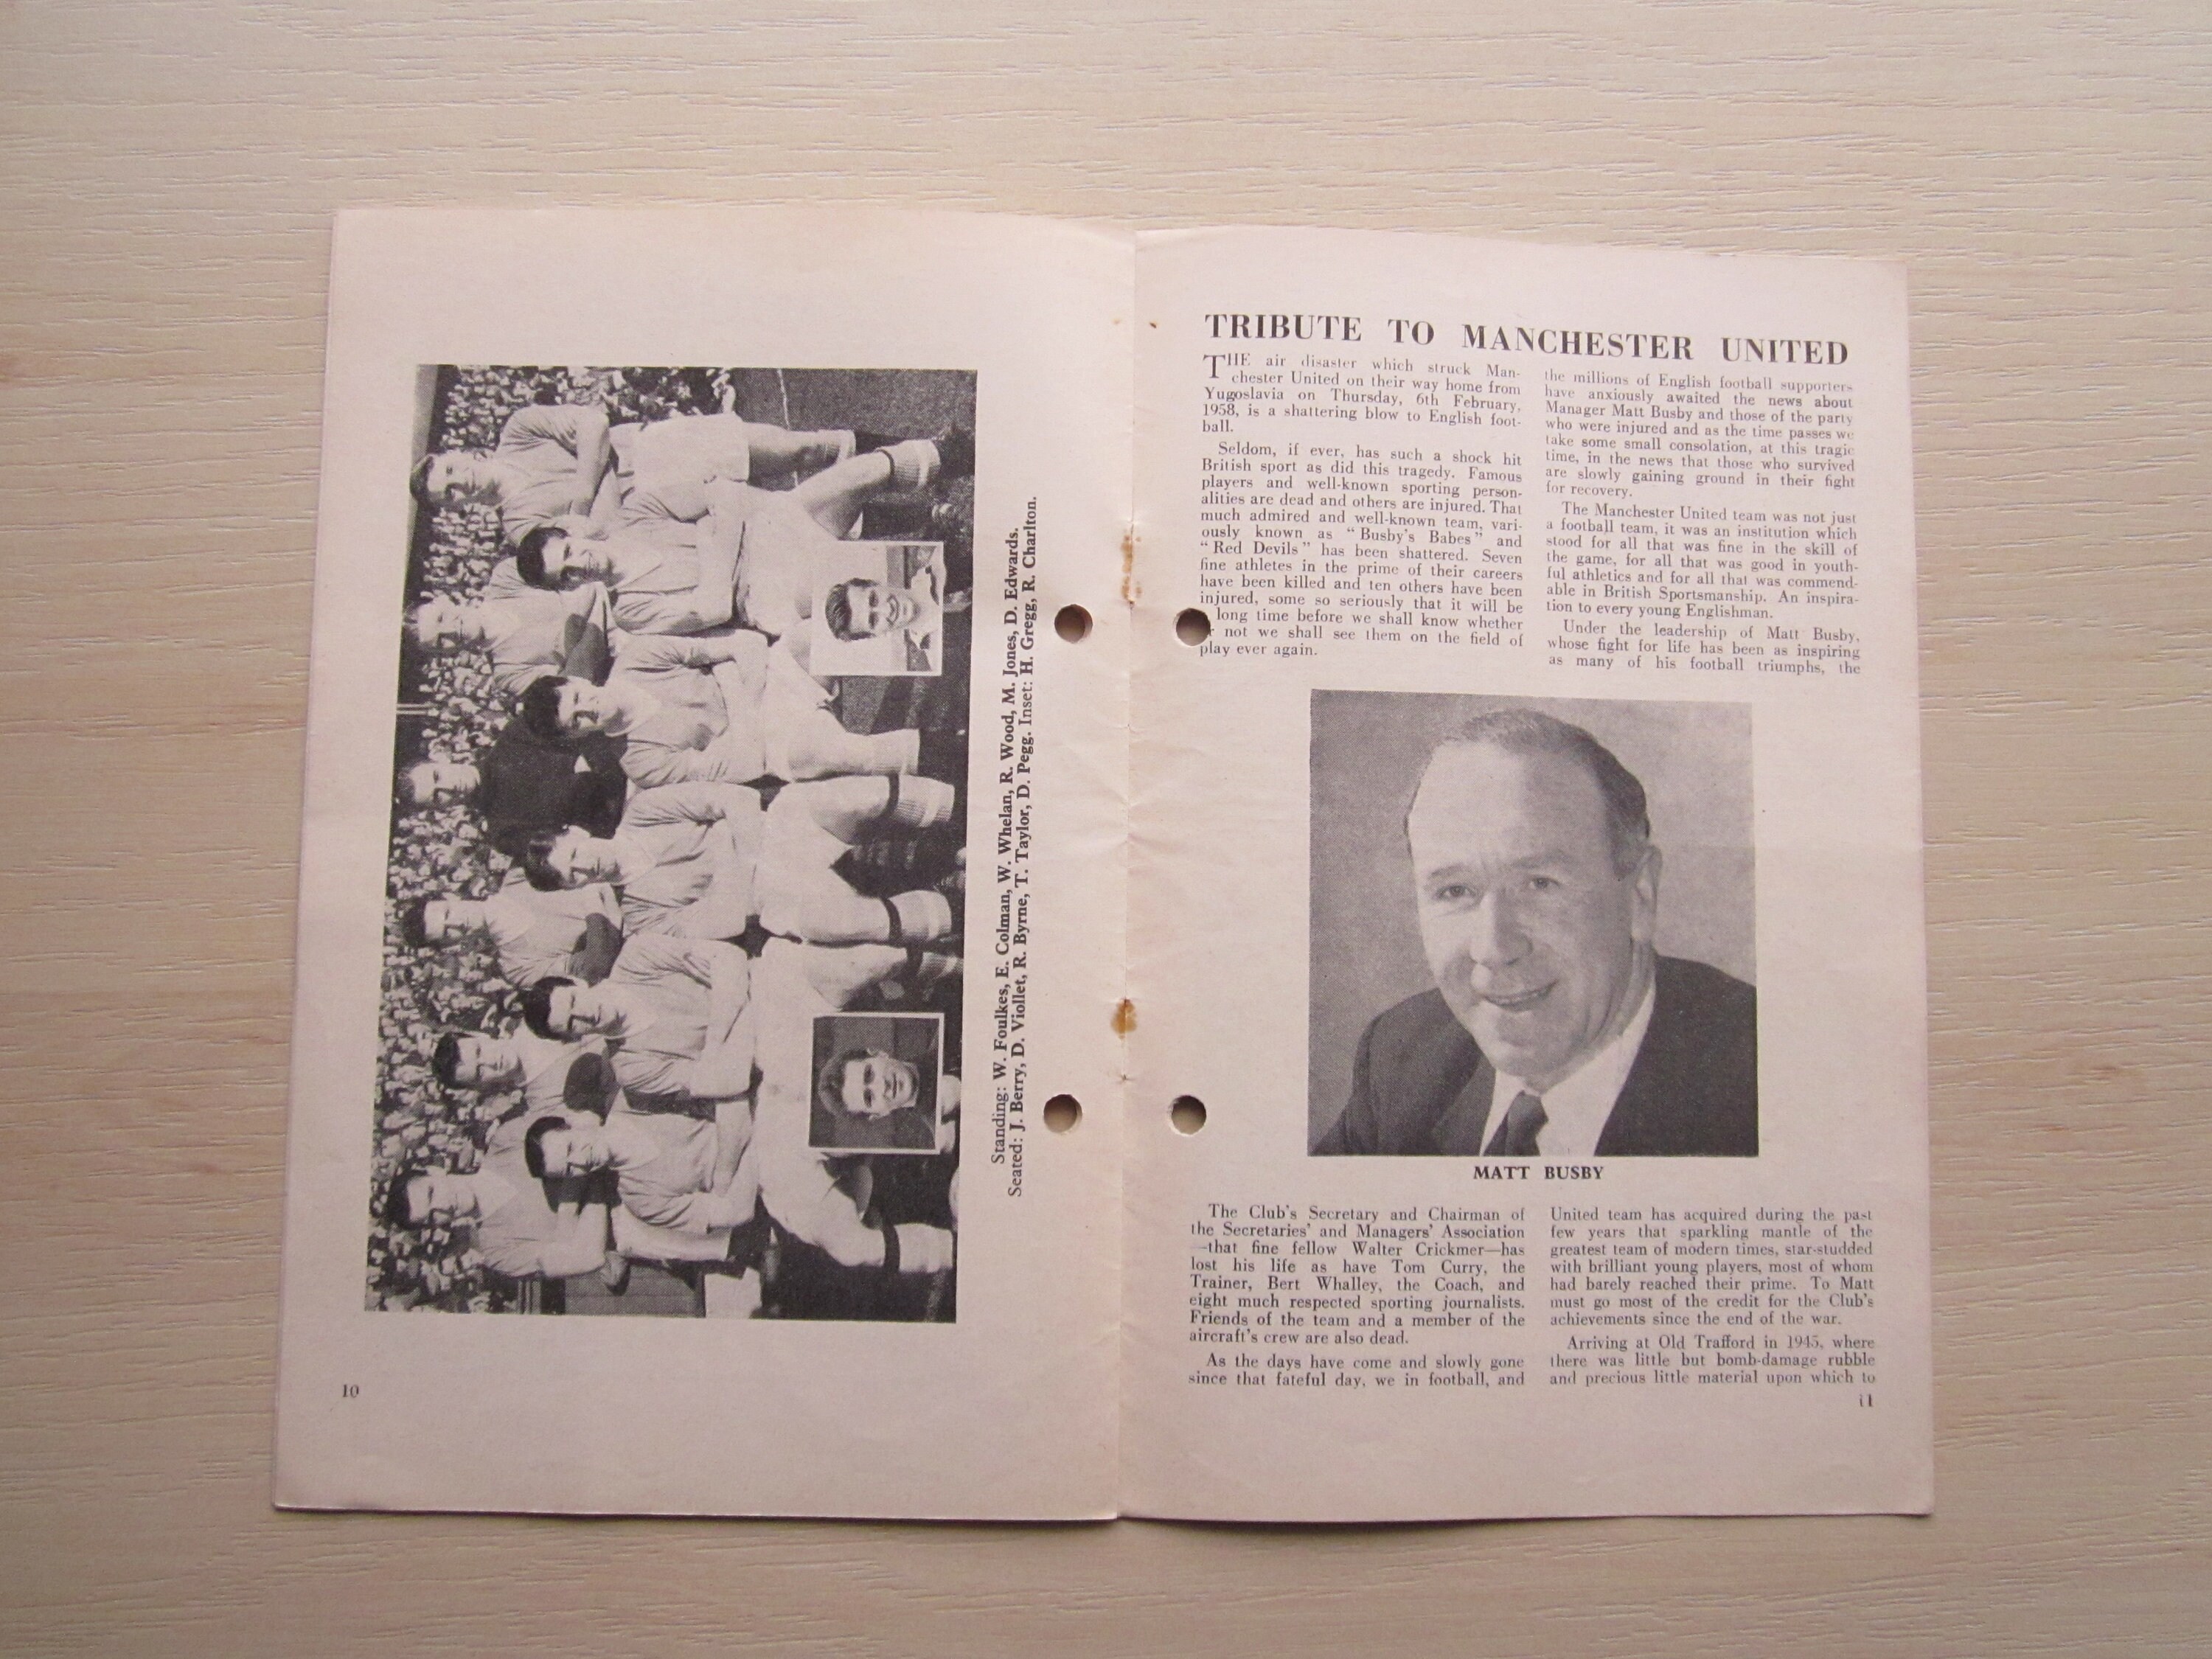 Standing: W. Foulkes, E. Colman, W. Whelan, R. Wood, M. Jones, D. Edwards.
Seated: J. Berry, D. Viollet, R. Byrne, T. Taylor, D. Pegg. Inset: H. Gregg, R. Charlton.
10
TRIBUTE TO MANCHESTER UNITED
THE air disaster which struck Man-
chester United on their way home from
Yugoslavia on Thursday, 6th February,
1958, is a shattering blow to English foot-
ball.
Seldom, if ever, has such a shock hit
British sport as did this tragedy. Famous
players and well-known sporting person-
alities are dead and others are injured. That
much admired and well-known team, vari-
ously known as "Busby's Babes" and
"Red Devils" has been shattered. Seven
fine athletes in the prime of their careers
have been killed and ten others have been
injured, some so seriously that it will be
long time before we shall know whether
not we shall see them on the field of
play ever again.
the millions of English football supporters
have anxiously awaited the news about
Manager Matt Busby and those of the party
who were injured and as the time passes we
take some small consolation, at this tragic
time, in the news that those who survived
are slowly gaining ground in their fight
for recovery.
The Manchester United team was not just
a football team, it was an institution which
stood for all that was fine in the skill of
the game, for all that was good in youth-
ful athletics and for all that was commend-
able in British Sportsmanship. An inspira-
tion to every young Englishman.
Under the leadership of Matt Busby,
whose fight for life has been as inspiring
as many of his football triumphs, the
MATT BUSBY
The Club's Secretary and Chairman of
the Secretaries' and Managers' Association
—that fine fellow Walter Crickmer—has
lost his life as have Tom Curry, the
Trainer, Bert Whalley, the Coach, and
eight much respected sporting journalists.
Friends of the team and a member of the
aircraft's crew are also dead.
As the days have come and slowly gone
since that fateful day, we in football, and
United team has acquired during the past
few years that sparkling mantle of the
greatest team of modern times, star-studded
with brilliant young players, most of whom
had barely reached their prime. To Matt
must go most of the credit for the Club's
achievements since the end of the war.
Arriving at Old Trafford in 1945, where
there was little but bomb-damage rubble
and precious little material upon which to
11